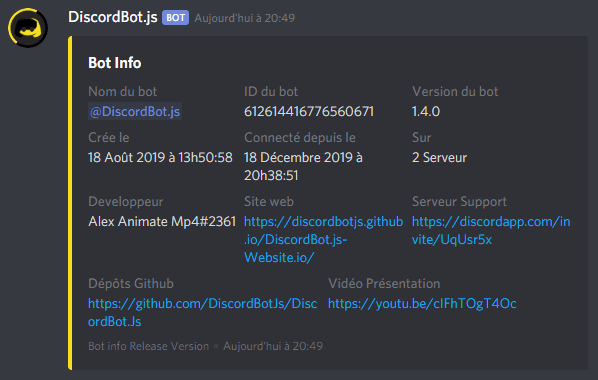 DiscordBot.js BOT Aujourd'hui à 20:49
Bot Info
Nom du bot ID du bot Version du bot
@DiscordBot.js 612614416776560671 1.4.0
Crée le Connecté depuis le Sur
18 Août 2019 à 13h50:58 18 Décembre 2019 à 2 Serveur
20h38:51
Developpeur Site web Serveur Support
Alex Animate Mp4#2361 https://discordbotjs.github https://discordapp.com/in
.io/DiscordBot.js- vite/UqUsr5x
Website.io/
Dépôts Github Vidéo Présentation
https://github.com/DiscordBotJs/Disc https://youtu.be/cIFhTOgT4Oc
ordBot.Js
Bot info Release Version • Aujourd'hui à 20:49